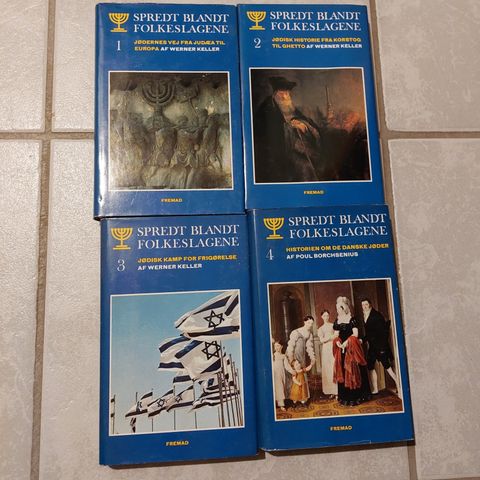 SPREDT BLANDT
FOLKESLAGENE
1
JØDERNES VEJ FRA JUDÆA TIL
EUROPA AF WERNER KELLER
FREMAD
SPREDT BLANDT
FOLKESLAGENE
2
JØDISK HISTORIE FRA KORSTOG
TIL GHETTO AF WERNER KELLER
FREMAD
SPREDT BLANDT
FOLKESLAGENE
3
JØDISK KAMP FOR FRIGØRELSE
AF WERNER KELLER
FREMAD
SPREDT BLANDT
FOLKESLAGENE
4
HISTORIEN OM DE DANSKE JØDER
AF POUL BORCHSENIUS
FREMAD